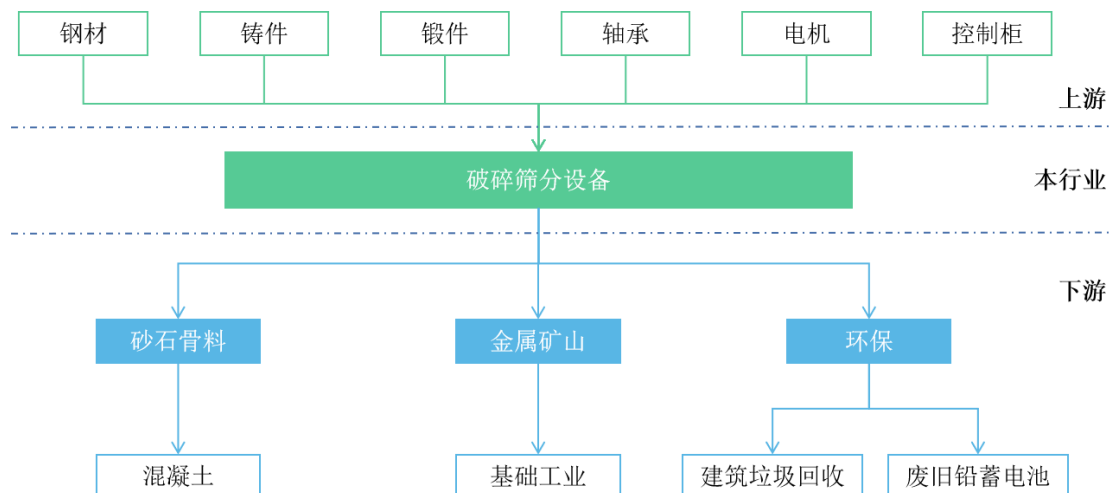 钢材
铸件
锻件
轴承
电机
控制柜
上游
破碎筛分设备
本行业
下游
砂石骨料
金属矿山
环保
混凝土
基础工业
建筑垃圾回收
废旧铅蓄电池